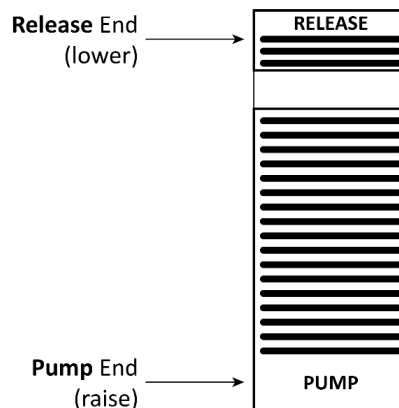 Release End
(lower)
RELEASE
Pump End
(raise)
PUMP